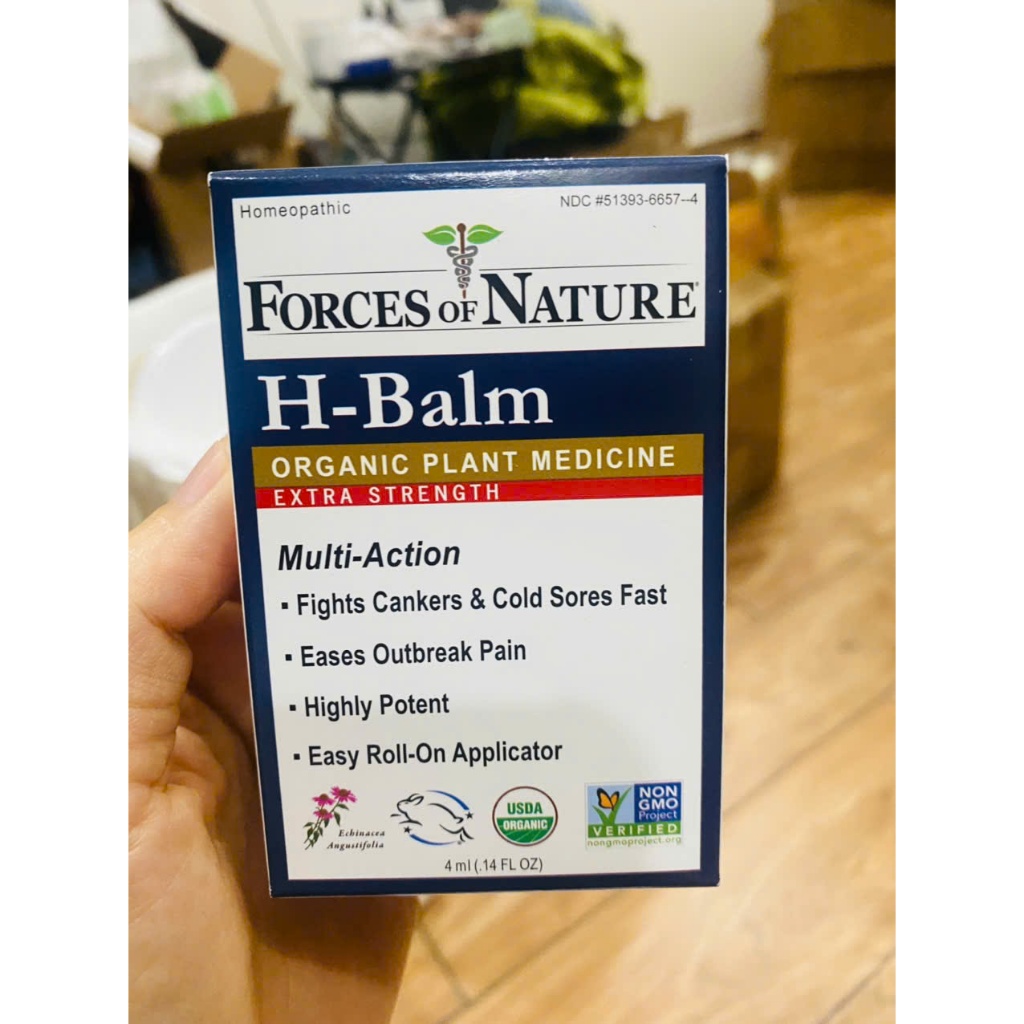 Homeopathic
NDC #51393-6657--4
FORCES OF NATURE®
H-Balm
ORGANIC PLANT MEDICINE
EXTRA STRENGTH
Multi-Action
▪ Fights Cankers & Cold Sores Fast
▪ Eases Outbreak Pain
▪ Highly Potent
▪ Easy Roll-On Applicator
Echinacea
Angustifolia
USDA
ORGANIC
NON
GMO
Project
VERIFIED
nongmoproject.org
4 ml (.14 FL OZ)